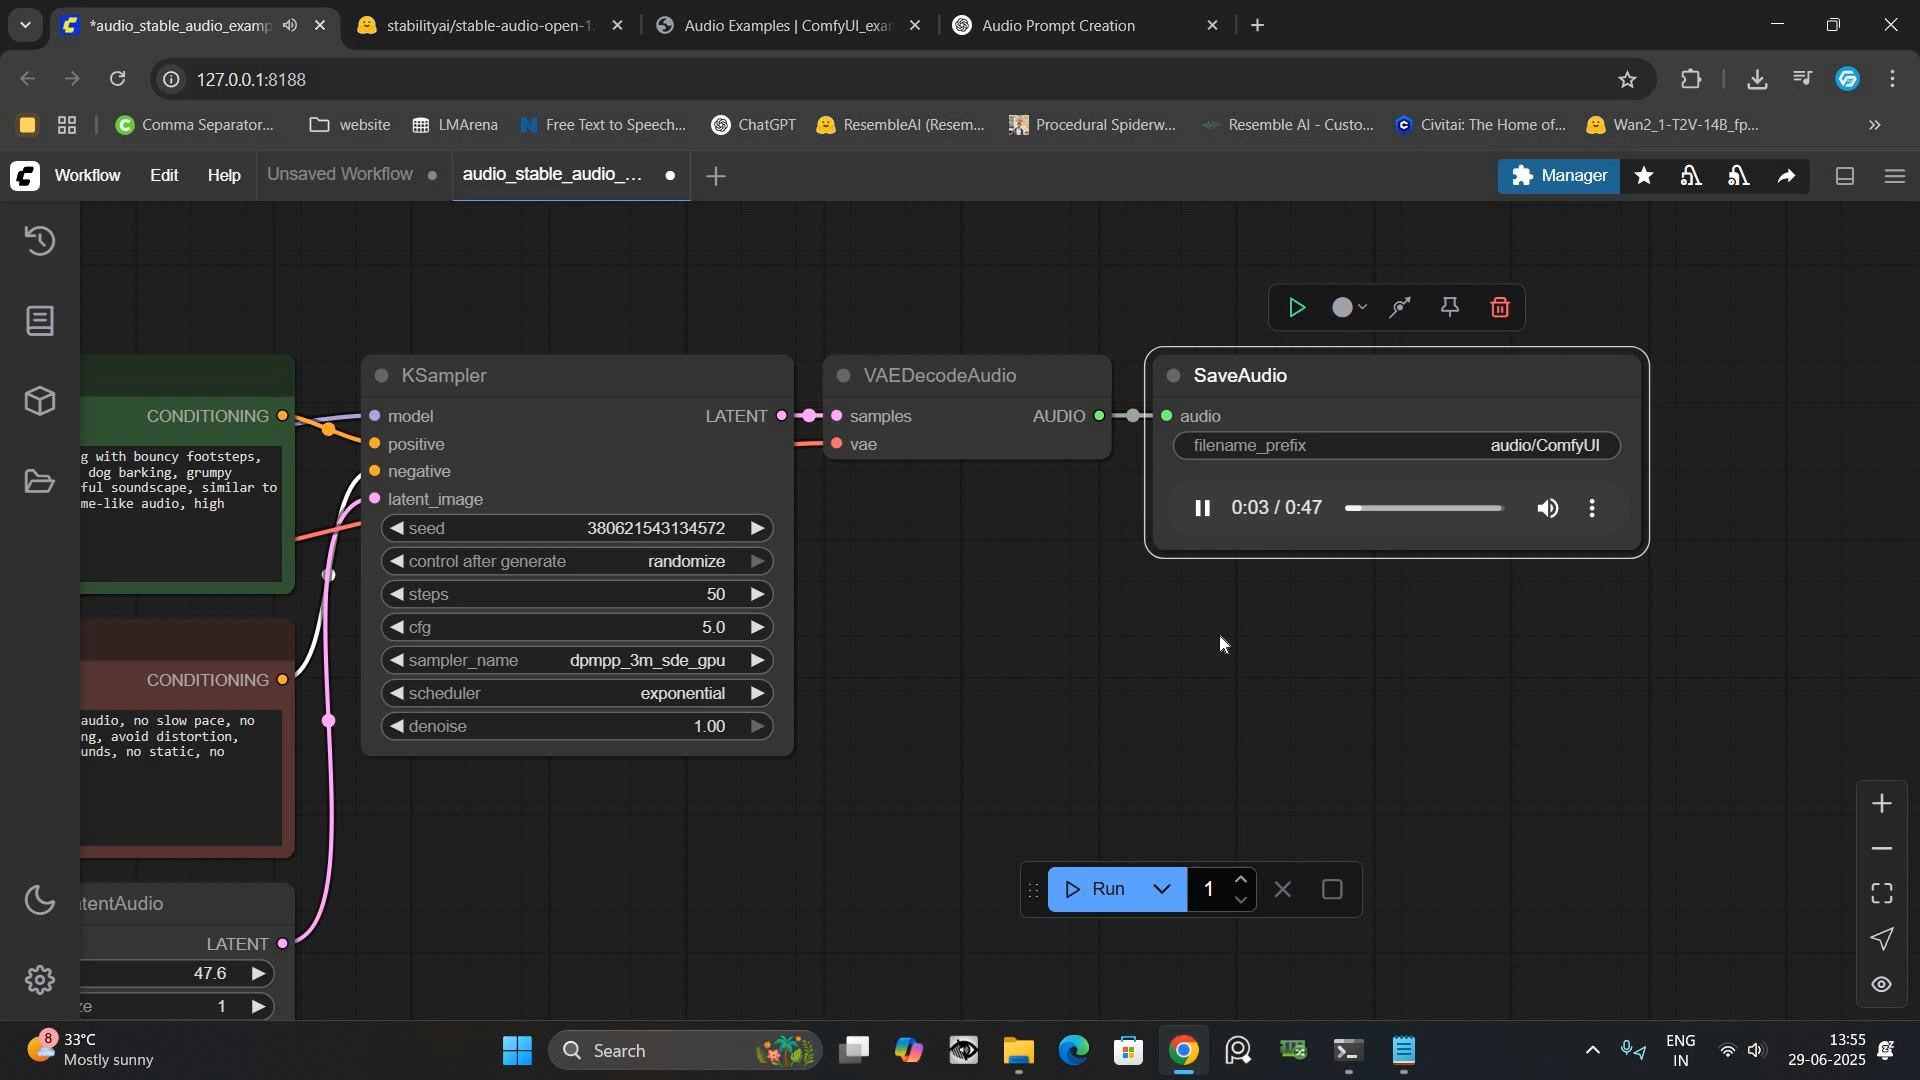 *audio_stable_audio_examp
stabilityai/stable-audio-open-1.
Audio Examples | ComfyUI_exa
Audio Prompt Creation
127.0.0.1:8188
Comma Separator...
website
LMArena
Free Text to Speech...
ChatGPT
ResembleAI (Resem...
Procedural Spiderw...
Resemble AI - Custo...
Civitai: The Home of...
Wan2_1-T2V-14B_fp...
Workflow
Edit
Help
Unsaved Workflow
audio_stable_audio_...
Manager
CONDITIONING
g with bouncy footsteps,
dog barking, grumpy
ful soundscape, similar to
me-like audio, high
CONDITIONING
audio, no slow pace, no
ng, avoid distortion,
unds, no static, no
tentAudio
LATENT
47.6
ze 1
KSampler
model LATENT
positive
negative
latent_image
seed 380621543134572
control after generate randomize
steps 50
cfg 5.0
sampler_name dpmpp_3m_sde_gpu
scheduler exponential
denoise 1.00
VAEDecodeAudio
samples AUDIO
vae
SaveAudio
audio
filename_prefix audio/ComfyUI
0:03 / 0:47
Run 1
8
33°C
Mostly sunny
Search
ENG
IN
13:55
29-06-2025